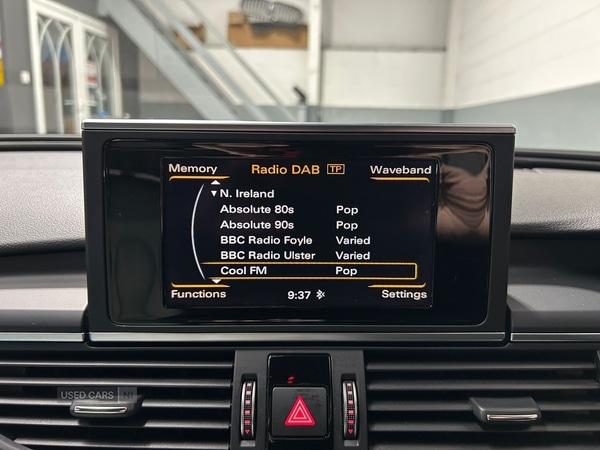 Memory Radio DAB TP Waveband
N. Ireland
Absolute 80s Pop
Absolute 90s Pop
BBC Radio Foyle Varied
BBC Radio Ulster Varied
Cool FM Pop
Functions 9:37 Settings
USED CARS NI